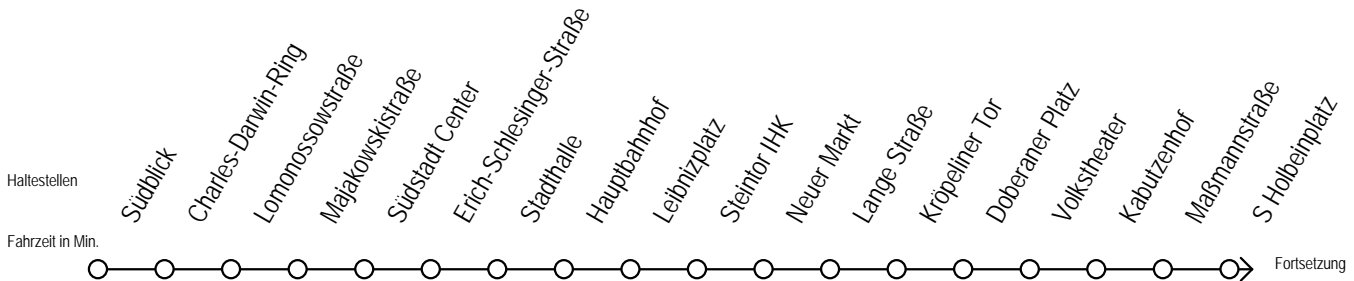 Haltestellen
Südblick
Charles-Darwin-Ring
Lomonossowstraße
Majakowskistraße
Südstadt Center
Erich-Schlesinger-Straße
Stadthalle
Hauptbahnhof
Leibnizplatz
Steintor IHK
Neuer Markt
Lange Straße
Kröpeliner Tor
Doberaner Platz
Volkstheater
Kabutzenhof
Maßmannstraße
S Holbeinplatz
Fahrzeit in Min.
Fortsetzung